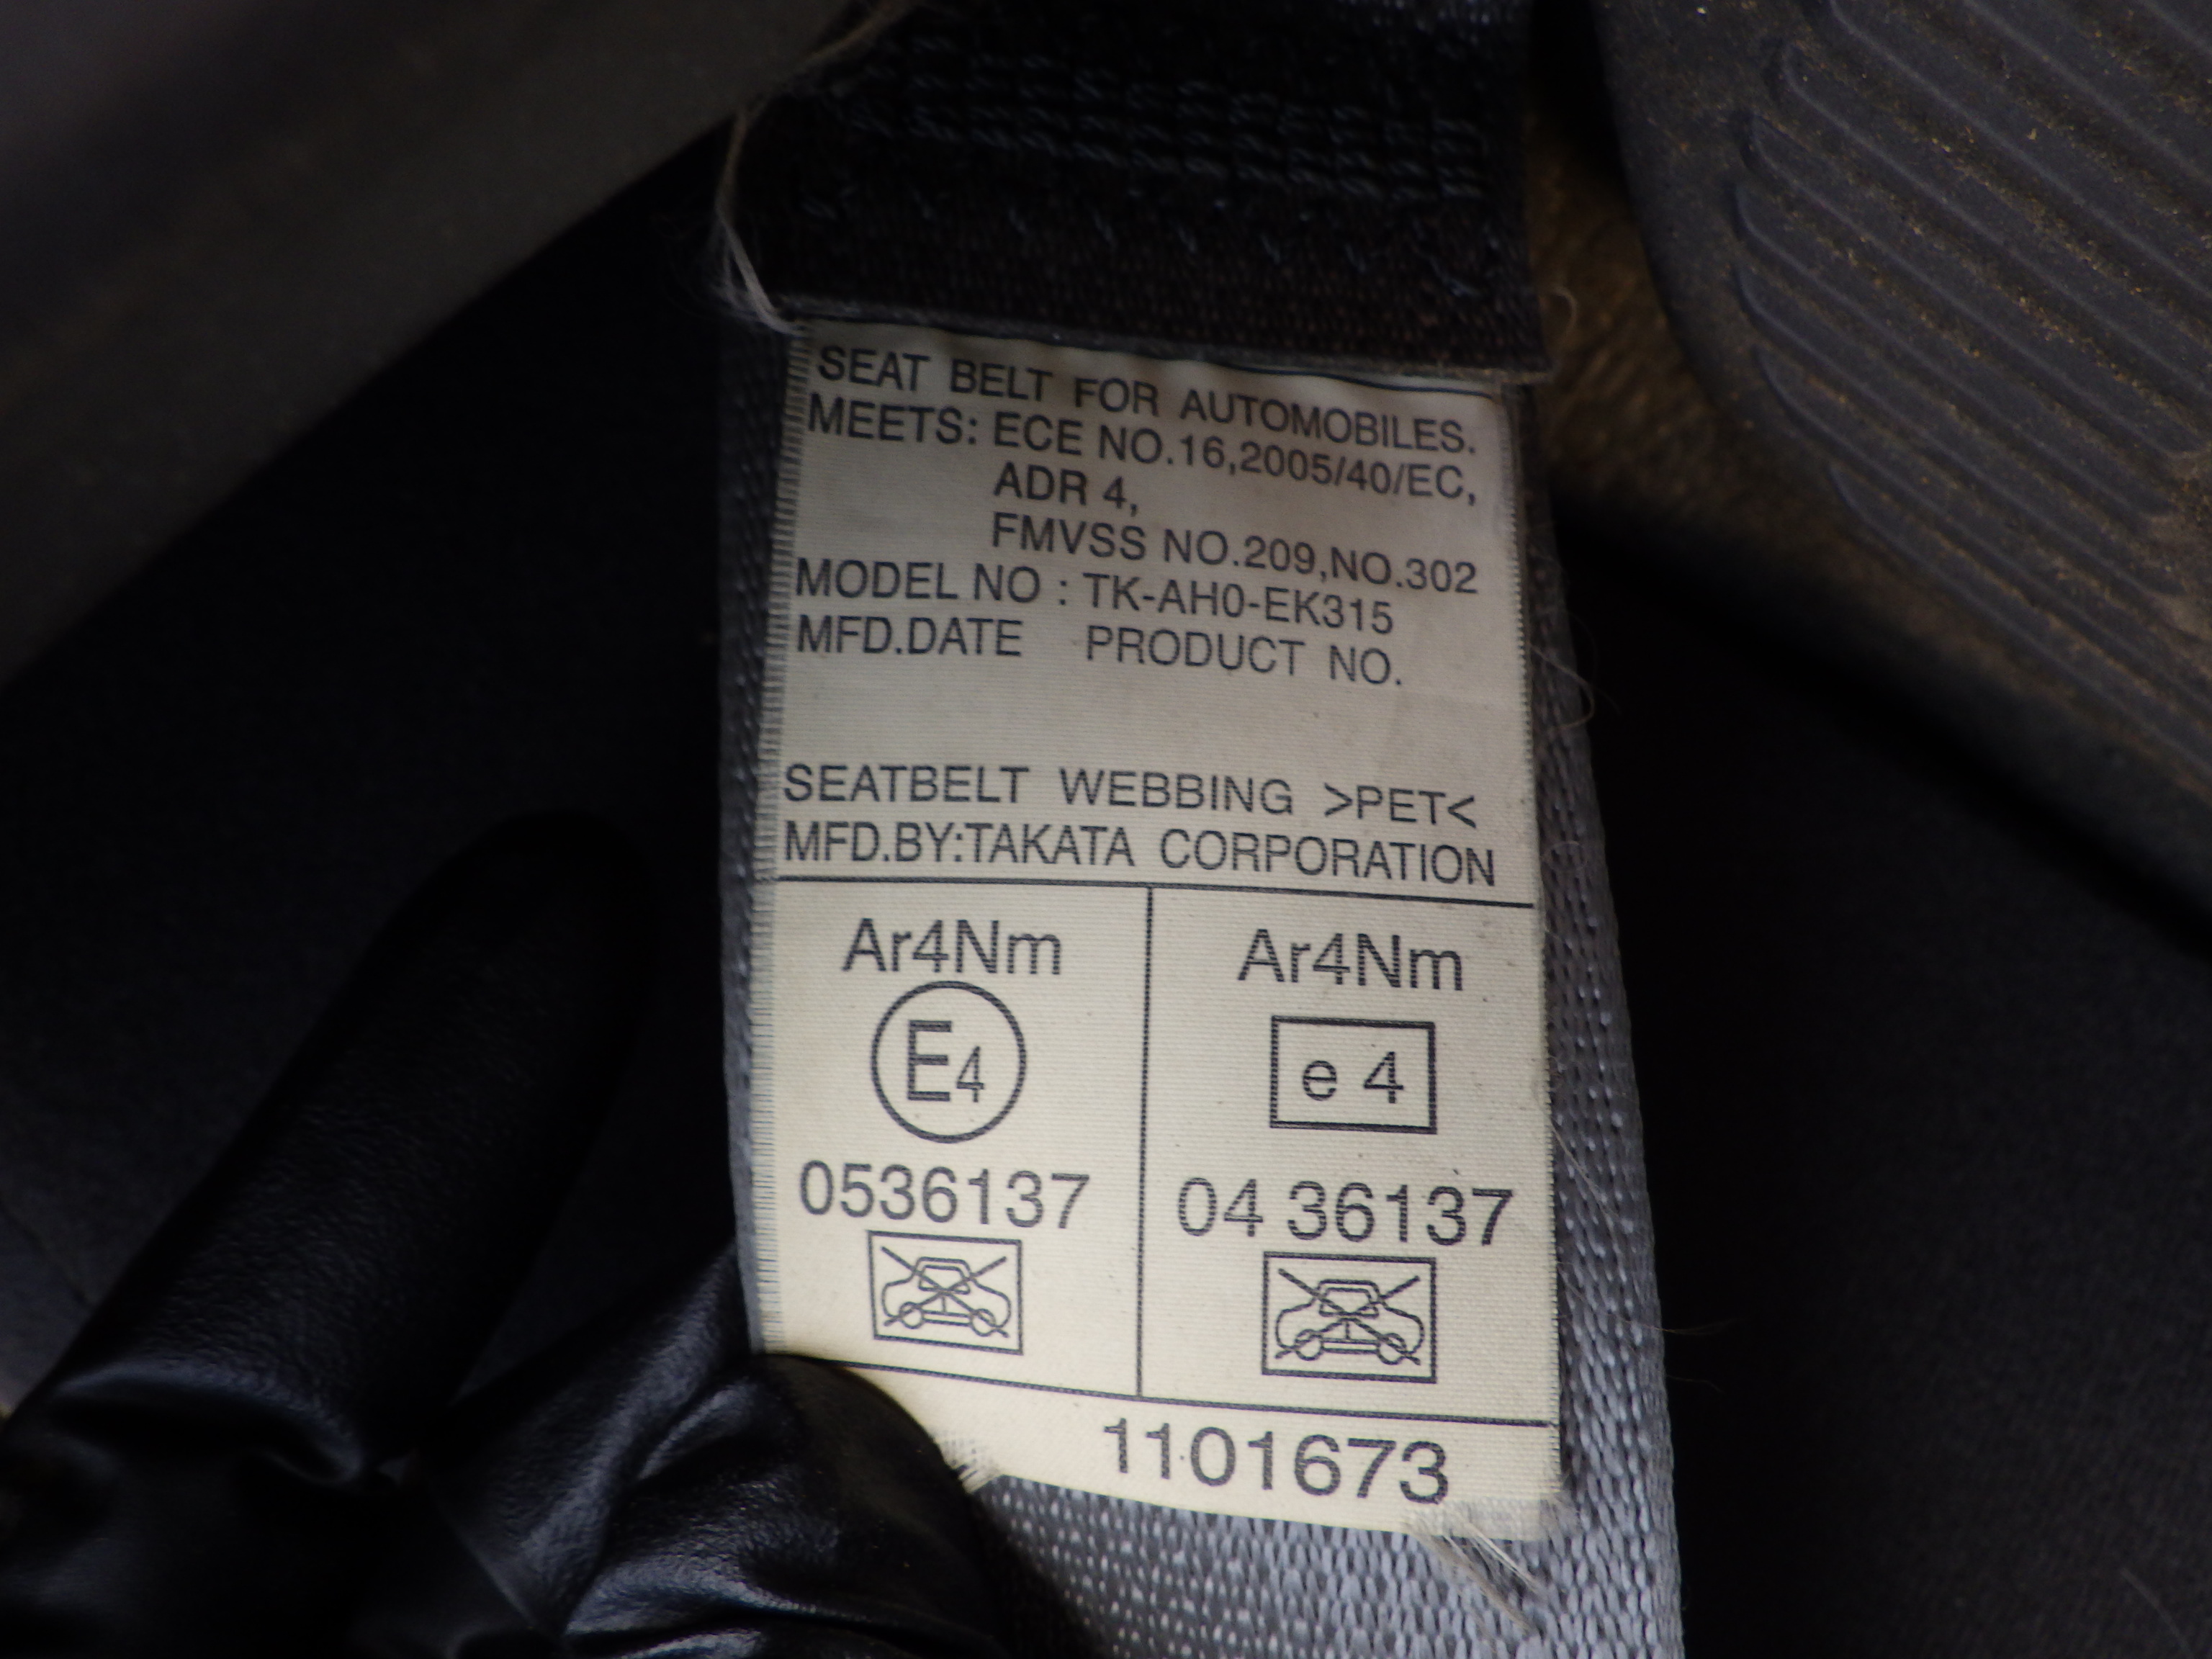 SEAT BELT FOR AUTOMOBILES.
MEETS: ECE NO.16,2005/40/EC,
ADR 4,
FMVSS NO.209,NO.302
MODEL NO : TK-AH0-EK315
MFD.DATE PRODUCT NO.
SEATBELT WEBBING >PET<
MFD.BY:TAKATA CORPORATION
Ar4Nm
E4
0536137
Ar4Nm
e 4
04 36137
1101673